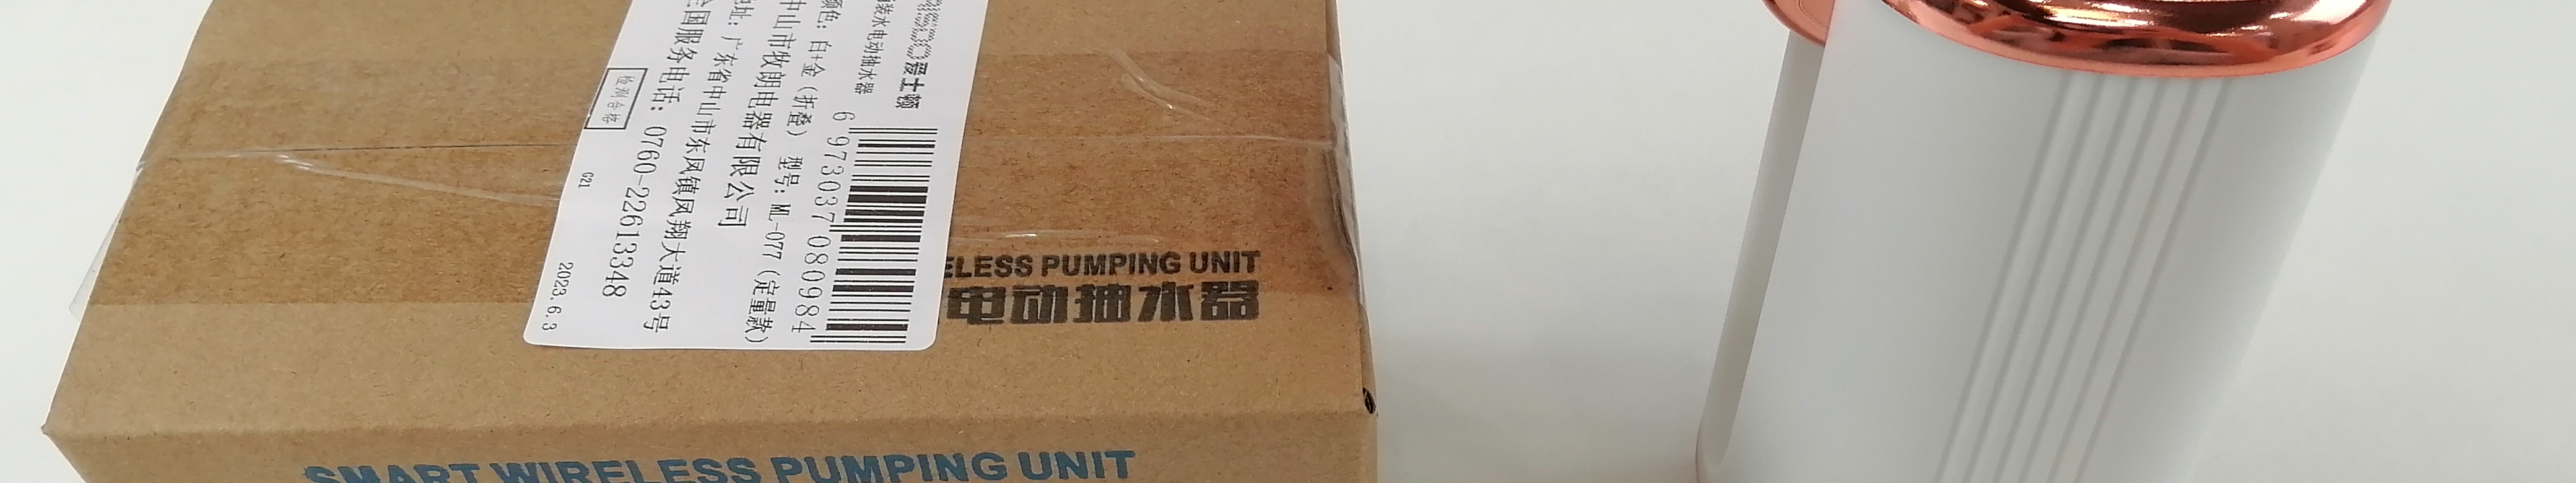 爱士顿
桶装水电动抽水器
颜色：白+金（折叠） 型号：ML-077（定量款）
中山市牧朗电器有限公司
地址：广东省中山市东凤镇凤翔大道43号
全国服务电话：0760-22613348
检测合格
G21
2023.6.3
6 973037 080984
ELESS PUMPING UNIT
电动抽水器
SMART WIRELESS PUMPING UNIT